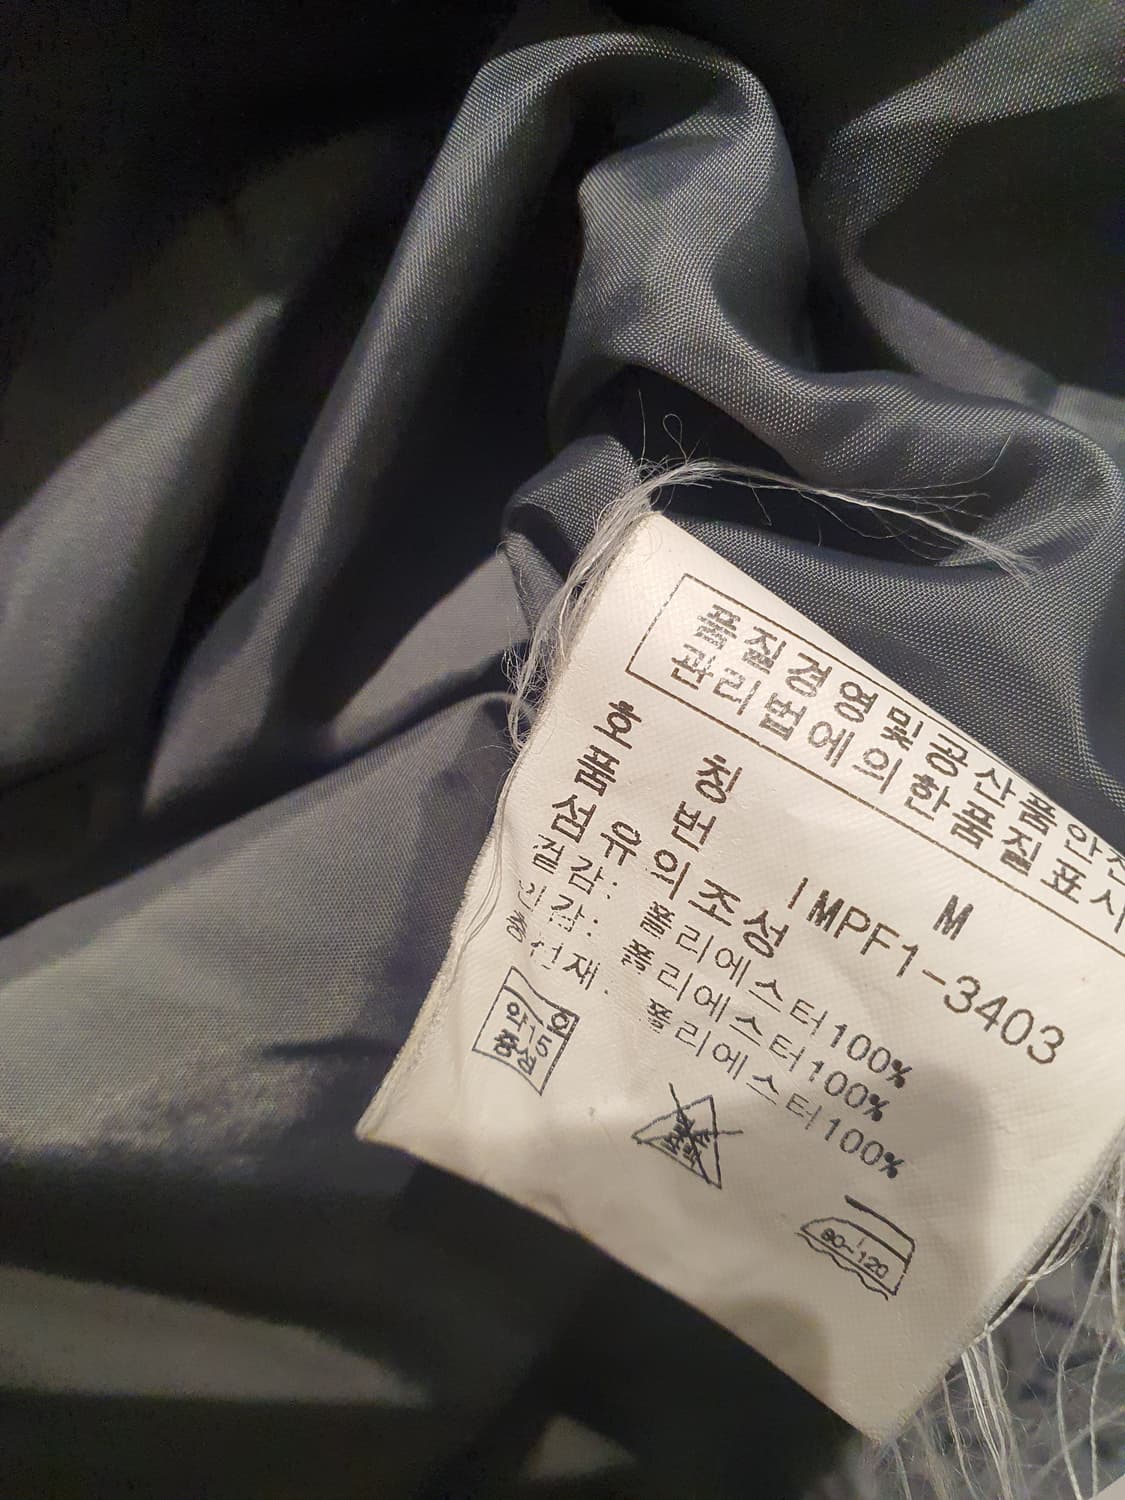 품질경영및공산품안전
관리법에의한품질표시
호칭 M
품번 IMPF1-3403
섬유의조성
겉감: 폴리에스터100%
안감: 폴리에스터100%
충전재: 폴리에스터100%
약 15
중성
80~120